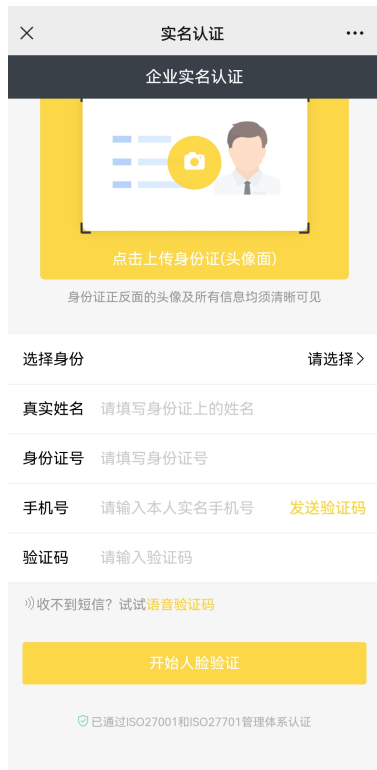 实名认证
企业实名认证
点击上传身份证(头像面)
身份证正反面的头像及所有信息均须清晰可见
选择身份 请选择
真实姓名 请填写身份证上的姓名
身份证号 请填写身份证号
手机号 请输入本人实名手机号 发送验证码
验证码 请输入验证码
收不到短信？试试语音验证码
开始人脸验证
已通过ISO27001和ISO27701管理体系认证